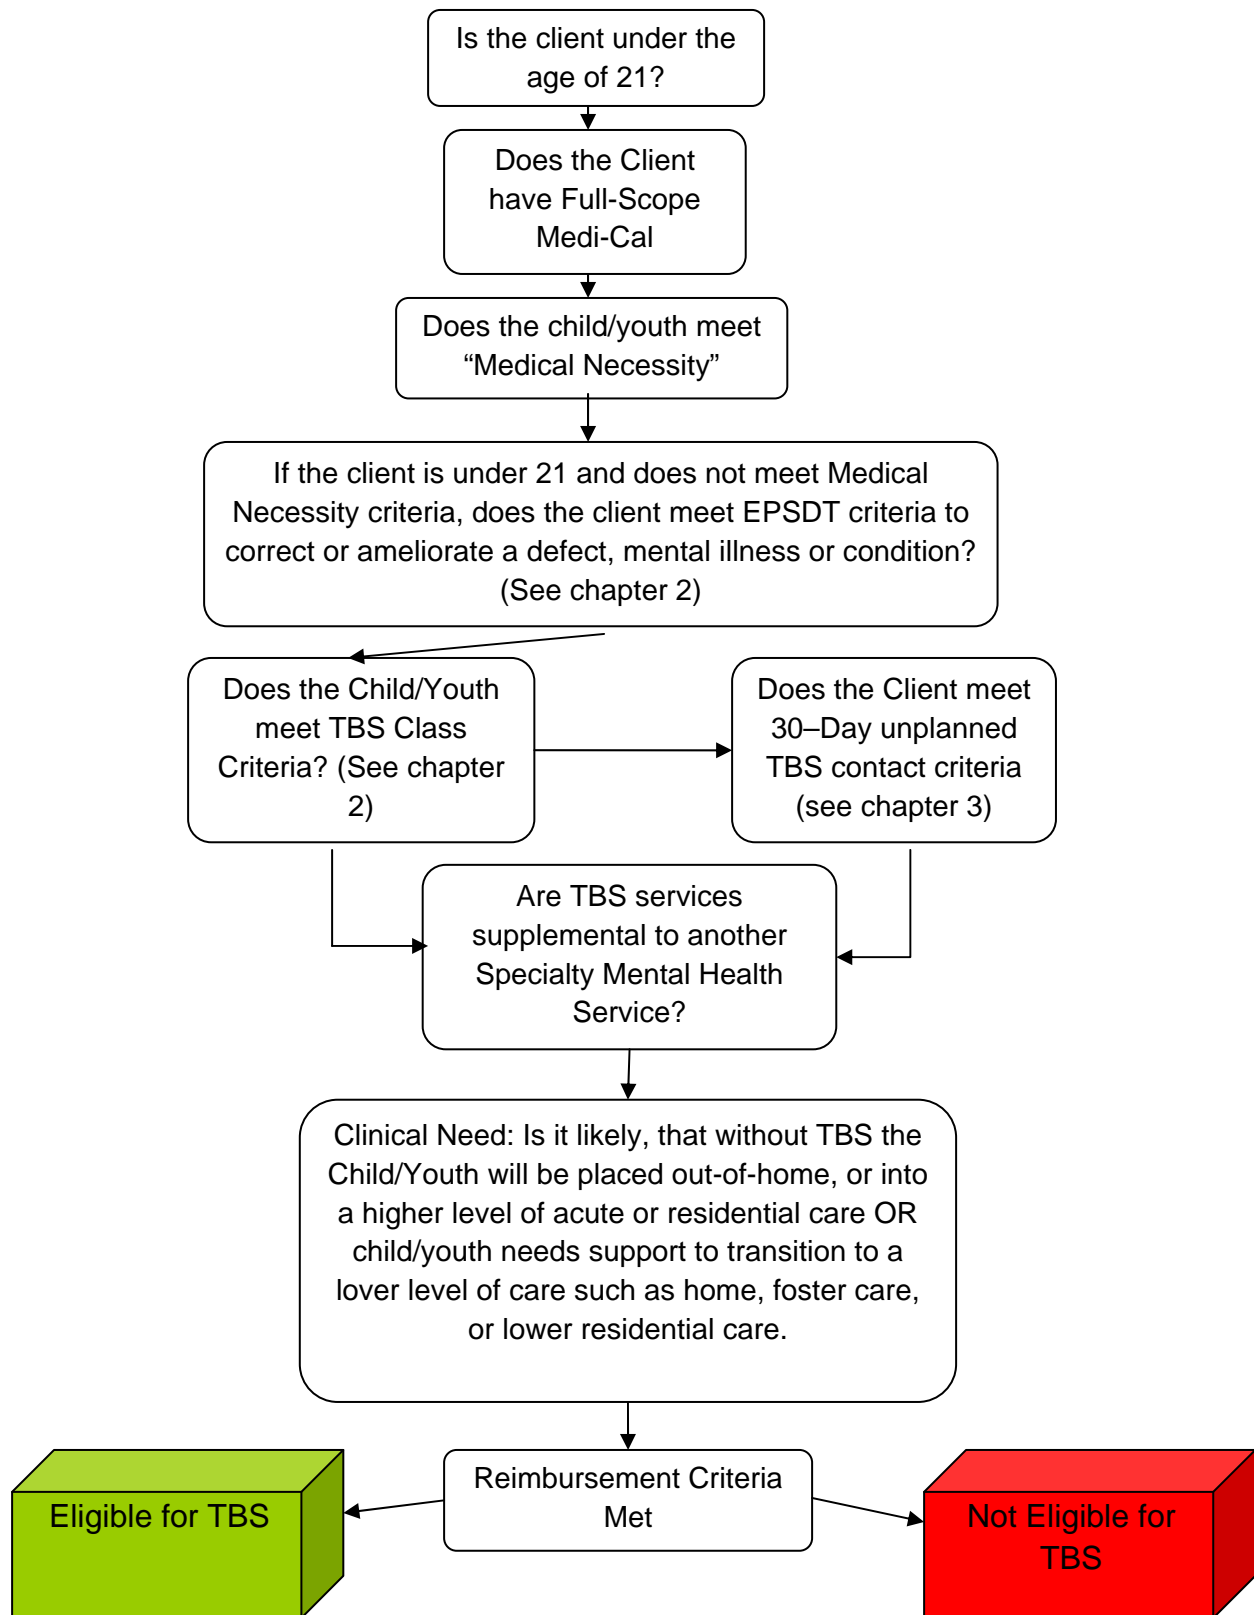 Is the client under the
age of 21?
Does the Client
have Full-Scope
Medi-Cal
Does the child/youth meet
“Medical Necessity”
If the client is under 21 and does not meet Medical
Necessity criteria, does the client meet EPSDT criteria to
correct or ameliorate a defect, mental illness or condition?
(See chapter 2)
Does the Child/Youth
meet TBS Class
Criteria? (See chapter
2)
Does the Client meet
30–Day unplanned
TBS contact criteria
(see chapter 3)
Are TBS services
supplemental to another
Specialty Mental Health
Service?
Clinical Need: Is it likely, that without TBS the
Child/Youth will be placed out-of-home, or into
a higher level of acute or residential care OR
child/youth needs support to transition to a
lover level of care such as home, foster care,
or lower residential care.
Reimbursement Criteria
Met
Eligible for TBS
Not Eligible for
TBS